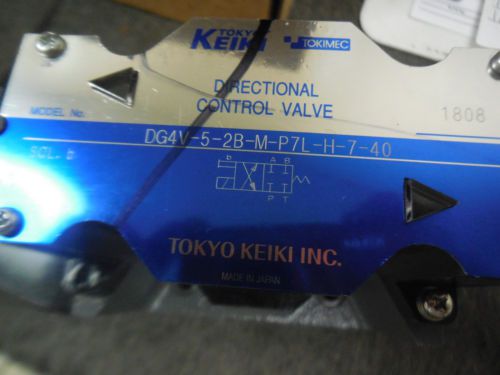 TOKYO
KEIKI TOKIMEC
DIRECTIONAL
CONTROL VALVE
MODEL No. 1808
DG4V-5-2B-M-P7L-H-7-40
SOL. b
b A B
P T
TOKYO KEIKI INC.
MADE IN JAPAN